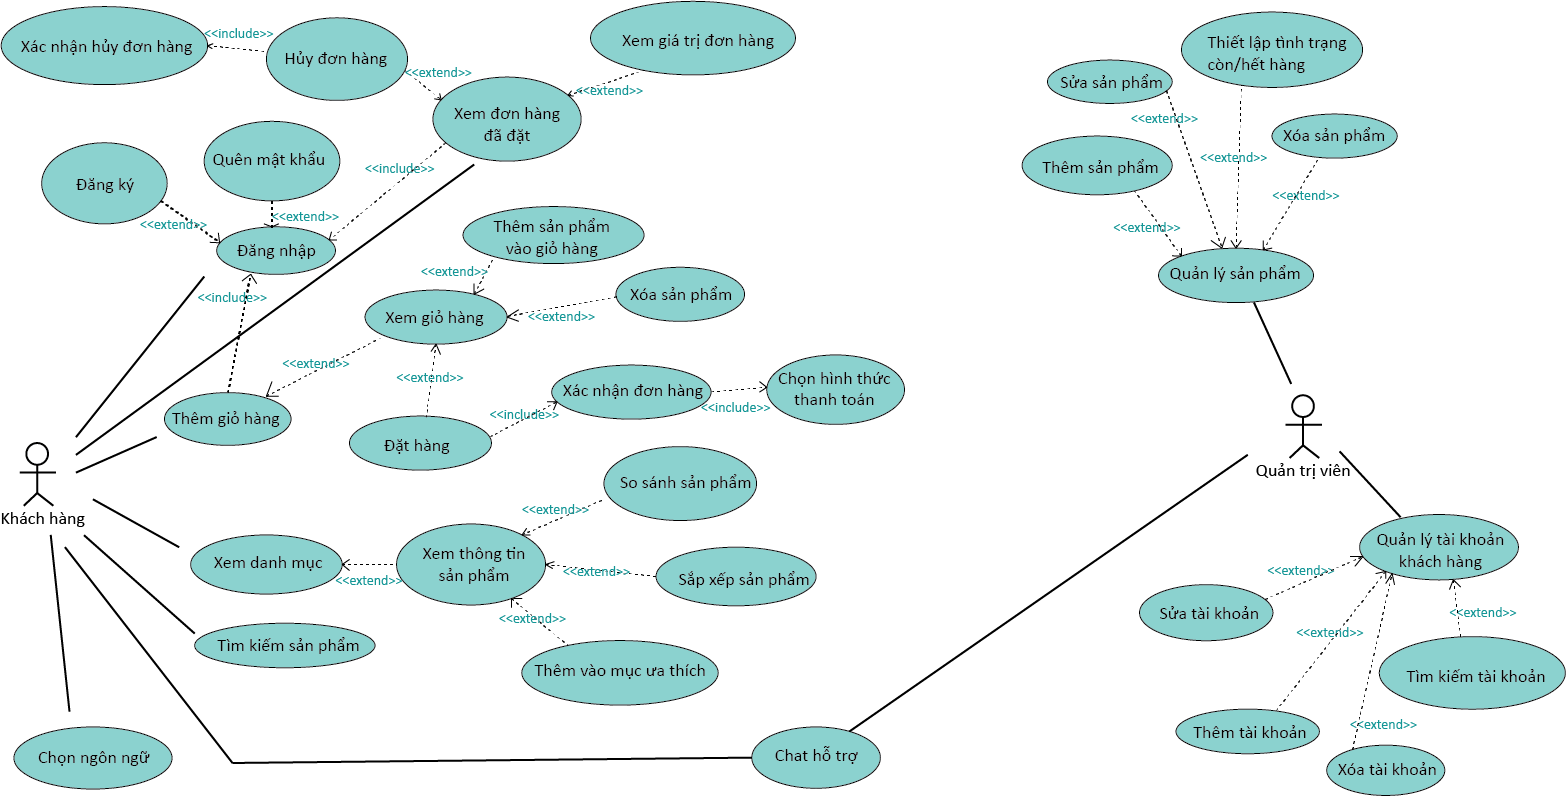 Xác nhận hủy đơn hàng
<<include>>
Hủy đơn hàng
<<extend>>
Xem giá trị đơn hàng
<<extend>>
Xem đơn hàng
đã đặt
<<include>>
Đăng ký
<<extend>>
Quên mật khẩu
<<extend>>
Đăng nhập
<<include>>
Thêm sản phẩm
vào giỏ hàng
<<extend>>
Xem giỏ hàng
Xóa sản phẩm
<<extend>>
<<extend>>
<<extend>>
Thêm giỏ hàng
Đặt hàng
<<include>>
Xác nhận đơn hàng
<<include>>
Chọn hình thức
thanh toán
Khách hàng
So sánh sản phẩm
<<extend>>
Xem danh mục
<<extend>>
Xem thông tin
sản phẩm
<<extend>>
Sắp xếp sản phẩm
<<extend>>
Thêm vào mục ưa thích
Tìm kiếm sản phẩm
Chọn ngôn ngữ
Chat hỗ trợ
Thiết lập tình trạng
còn/hết hàng
Sửa sản phẩm
<<extend>>
Xóa sản phẩm
<<extend>>
Thêm sản phẩm
<<extend>>
<<extend>>
Quản lý sản phẩm
Quản trị viên
Quản lý tài khoản
khách hàng
<<extend>>
Sửa tài khoản
<<extend>>
<<extend>>
Tìm kiếm tài khoản
Thêm tài khoản
<<extend>>
Xóa tài khoản